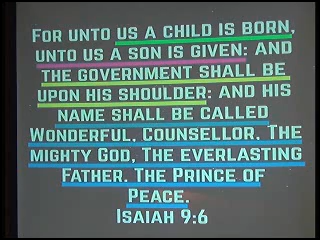 For unto us a child is born,
unto us a son is given: and
the government shall be
upon his shoulder: and his
name shall be called
Wonderful, Counsellor, The
mighty God, The everlasting
Father, The Prince of
Peace.
Isaiah 9:6